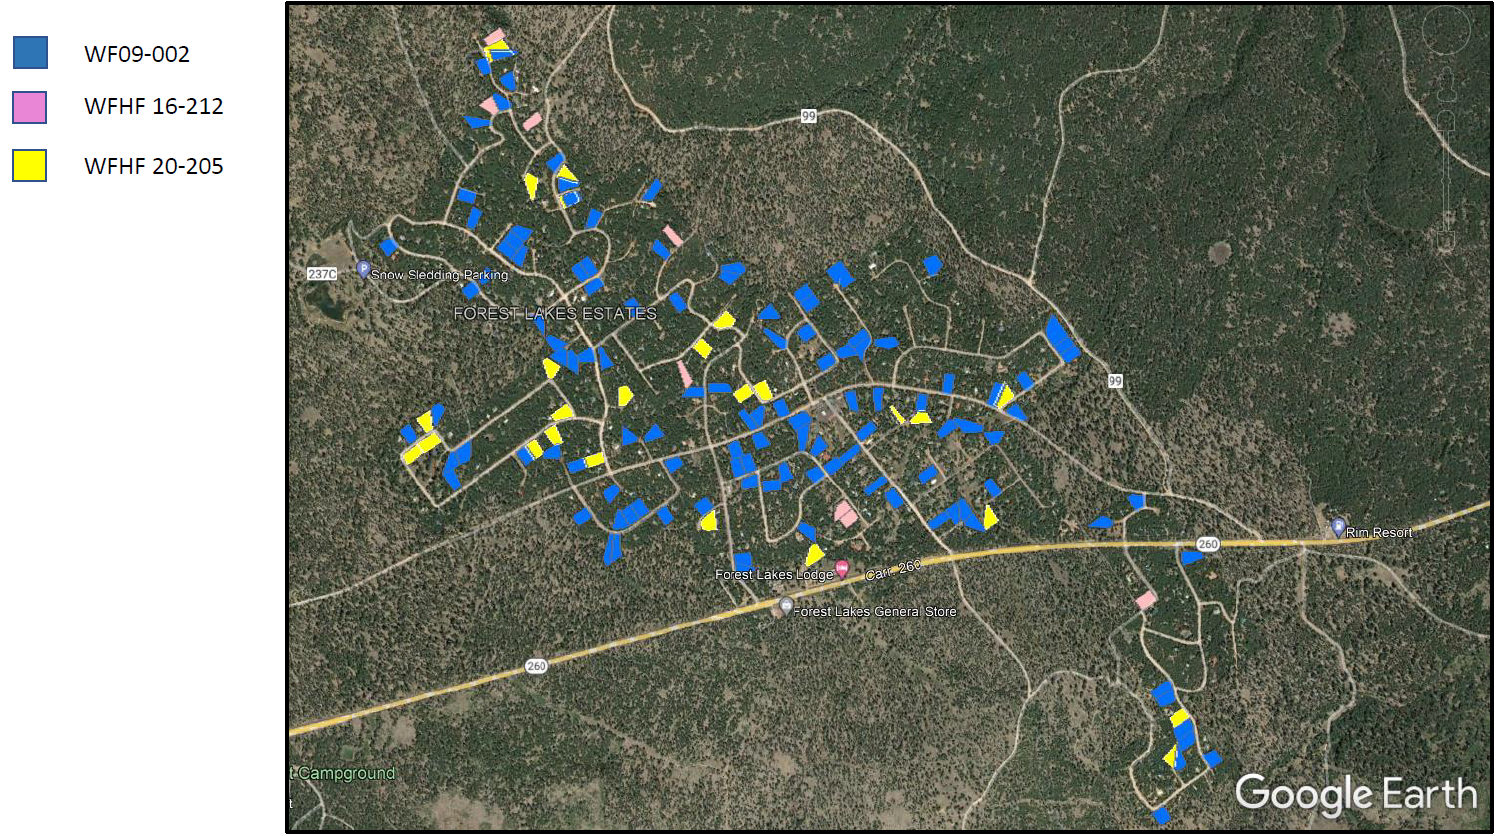 WF09-002
WFHF 16-212
WFHF 20-205
99
237C
Snow Sledding Parking
FOREST LAKES ESTATES
99
260
Rim Resort
Carr. 260
Forest Lakes Lodge
Forest Lakes General Store
260
t Campground
t
Google Earth